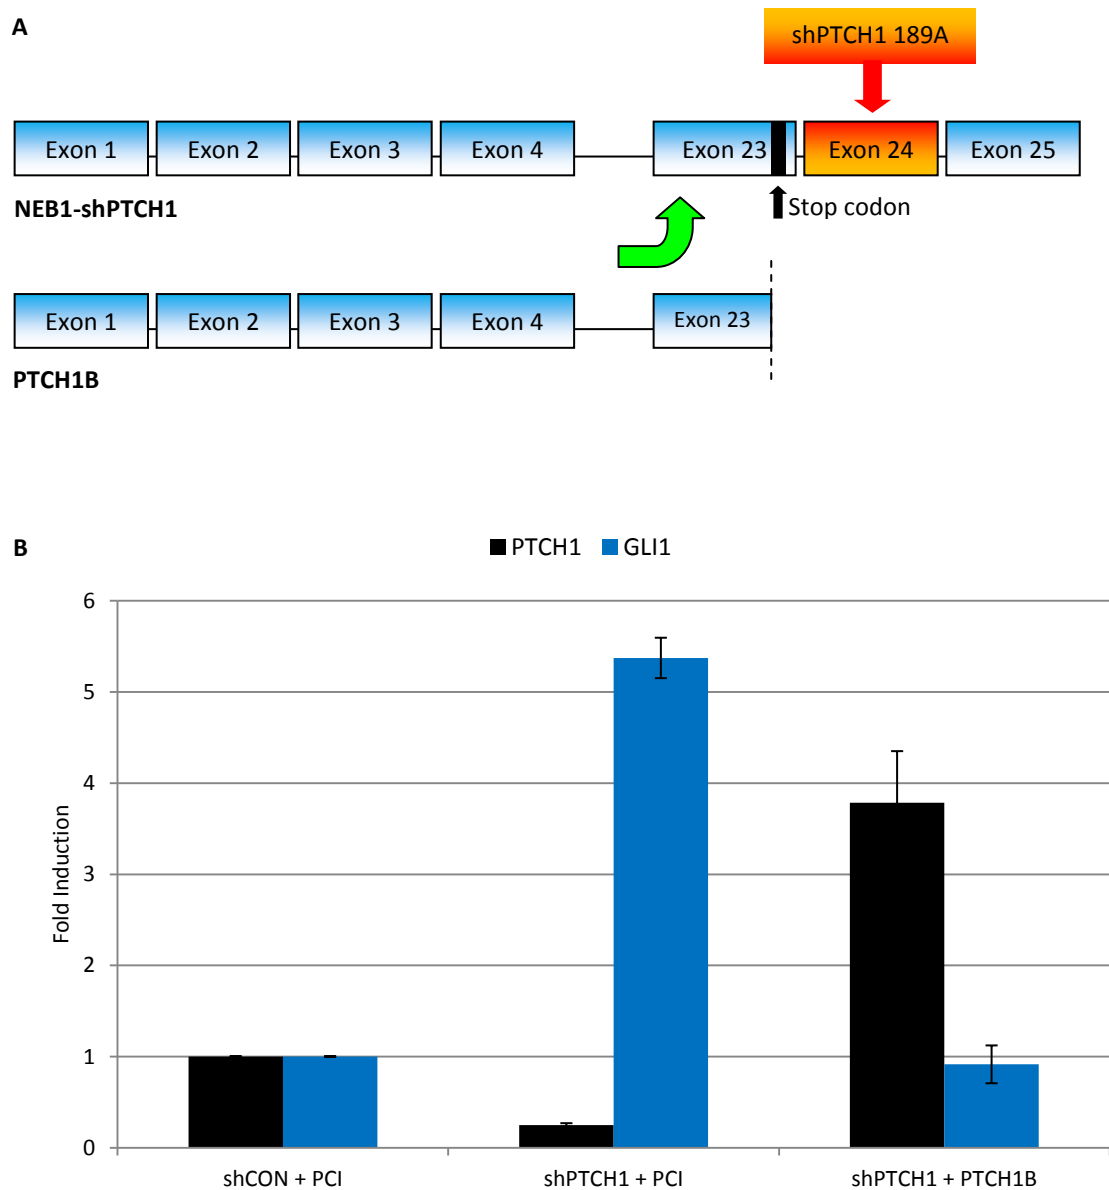 A
shPTCH1 189A
Exon 1 Exon 2 Exon 3 Exon 4 Exon 23 Exon 24 Exon 25
NEB1-shPTCH1
Stop codon
Exon 1 Exon 2 Exon 3 Exon 4 Exon 23
PTCH1B
B
PTCH1 GLI1
6
5
4
3
2
1
0
Fold Induction
shCON + PCI shPTCH1 + PCI shPTCH1 + PTCH1B